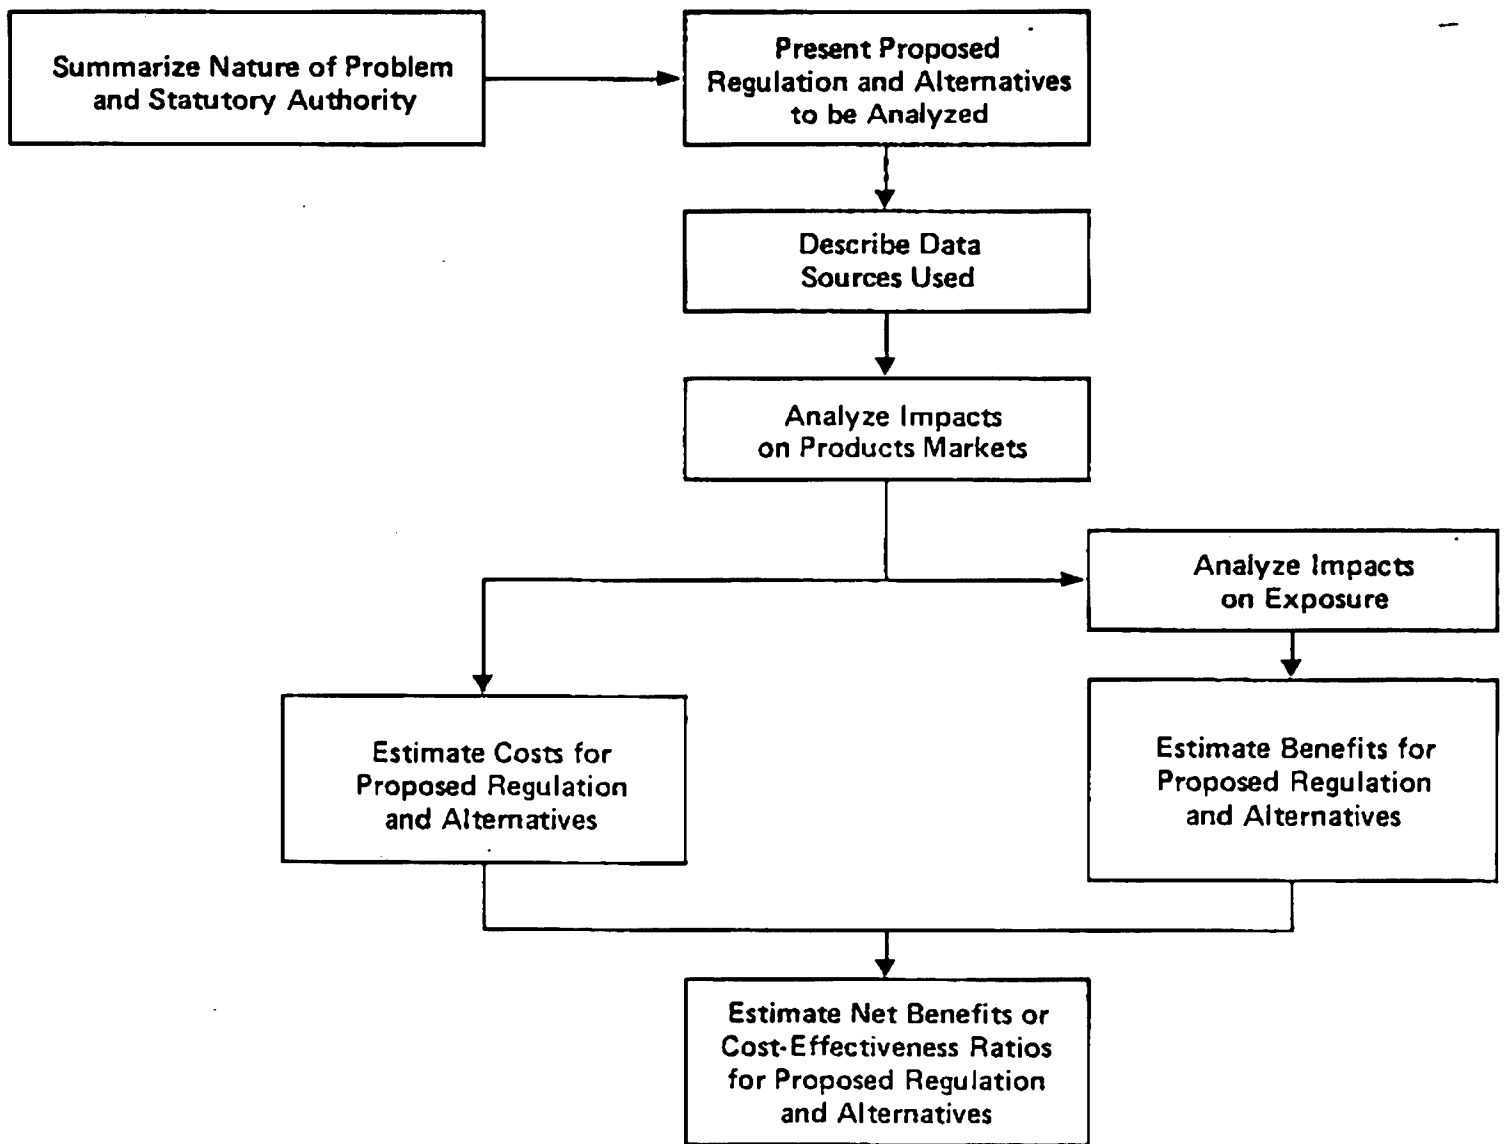 Summarize Nature of Problem
and Statutory Authority
Present Proposed
Regulation and Alternatives
to be Analyzed
Describe Data
Sources Used
Analyze Impacts
on Products Markets
Analyze Impacts
on Exposure
Estimate Costs for
Proposed Regulation
and Alternatives
Estimate Benefits for
Proposed Regulation
and Alternatives
Estimate Net Benefits or
Cost-Effectiveness Ratios
for Proposed Regulation
and Alternatives